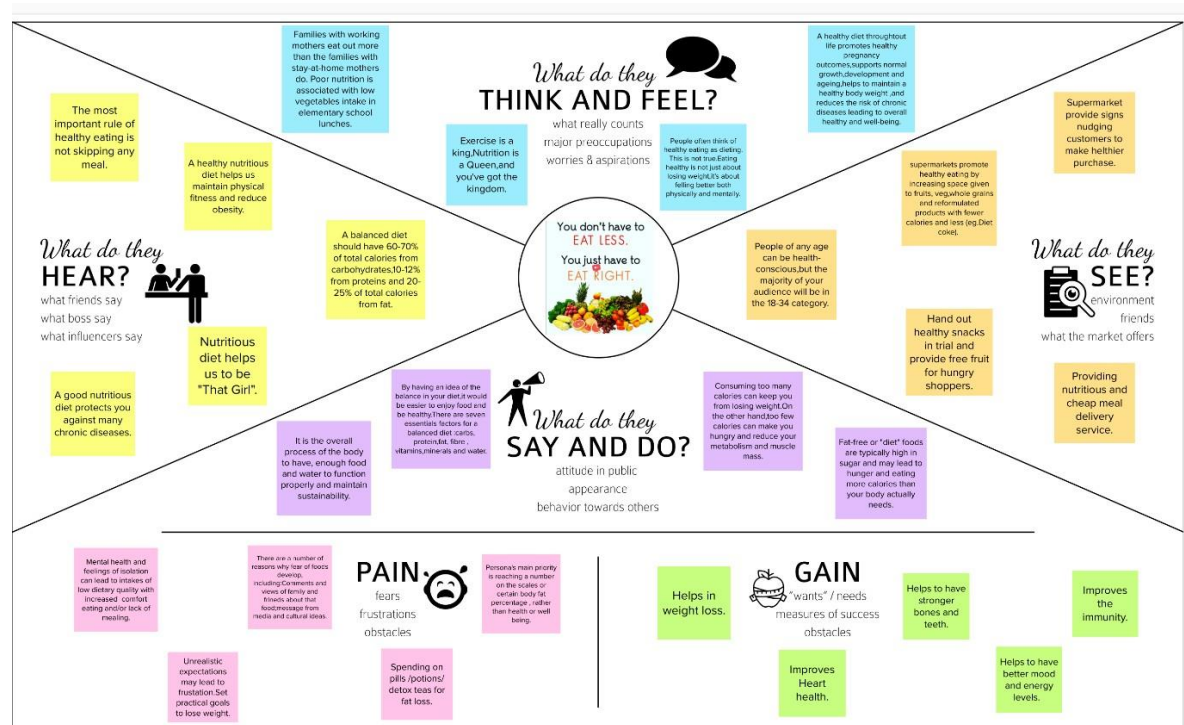 What do they
THINK AND FEEL?
what really counts
major preoccupations
worries & aspirations
Families with working
mothers eat out more
than the families with
stay-at-home mothers
do. Poor nutrition is
associated with low
vegetables intake in
elementary school
lunches.
Exercise is a
king,Nutrition is
a Queen,and
you've got the
kingdom.
People often think of
healthy eating as dieting.
This is not true.Eating
healthy is not just about
losing weight,it's about
felling better both
physically and mentally.
A healthy diet throughtout
life promotes healthy
pregnancy
outcomes,supports normal
growth,development and
ageing,helps to maintain a
healthy body weight ,and
reduces the risk of chronic
diseases leading to overall
healthy and well-being.
The most
important rule of
healthy eating is
not skipping any
meal.
A healthy nutritious
diet helps us
maintain physical
fitness and reduce
obesity.
A balanced diet
should have 60-70%
of total calories from
carbohydrates,10-12%
from proteins and 20-
25% of total calories
from fat.
What do they
HEAR?
what friends say
what boss say
what influencers say
Nutritious
diet helps
us to be
"That Girl".
A good nutritious
diet protects you
against many
chronic diseases.
You don't have to
EAT LESS.
You just have to
EAT RIGHT.
Supermarket
provide signs
nudging
customers to
make helthier
purchase.
supermarkets promote
healthy eating by
increasing space given
to fruits, veg,whole grains
and reformulated
products with fewer
calories and less (eg.Diet
coke).
People of any age
can be health-
conscious,but the
majority of your
audience will be in
the 18-34 category.
What do they
SEE?
environment
friends
what the market offers
Hand out
healthy snacks
in trial and
provide free fruit
for hungry
shoppers.
Providing
nutritious and
cheap meal
delivery
service.
What do they
SAY AND DO?
attitude in public
appearance
behavior towards others
By having an idea of the
balance in your diet,it would
be easier to enjoy food and
be healthy.There are seven
essentials factors for a
balanced diet :carbs,
protein,fat, fibre ,
vitamins,minerals and water.
It is the overall
process of the body
to have, enough food
and water to function
properly and maintain
sustainability.
Consuming too many
calories can keep you
from losing weight.On
the other hand,too few
calories can make you
hungry and reduce your
metabolism and muscle
mass.
Fat-free or "diet" foods
are typically high in
sugar and may lead to
hunger and eating
more calories than
your body actually
needs.
PAIN
fears
frustrations
obstacles
Mental health and
feelings of isolation
can lead to intakes of
low dietary quality with
increased comfort
eating and/or lack of
mealing.
There are a number of
reasons why fear of foods
develop,
including:Comments and
views of family and
frineds about that
food;message from
media and cultural ideas.
Persona's main priority
is reaching a number
on the scales or
certain body fat
percentage , rather
than health or well
being.
Unrealistic
expectations
may lead to
frustation.Set
practical goals
to lose weight.
Spending on
pills /potions/
detox teas for
fat loss.
GAIN
"wants" / needs
measures of success
obstacles
Helps in
weight loss.
Improves
Heart
health.
Helps to have
stronger
bones and
teeth.
Helps to have
better mood
and energy
levels.
Improves
the
immunity.